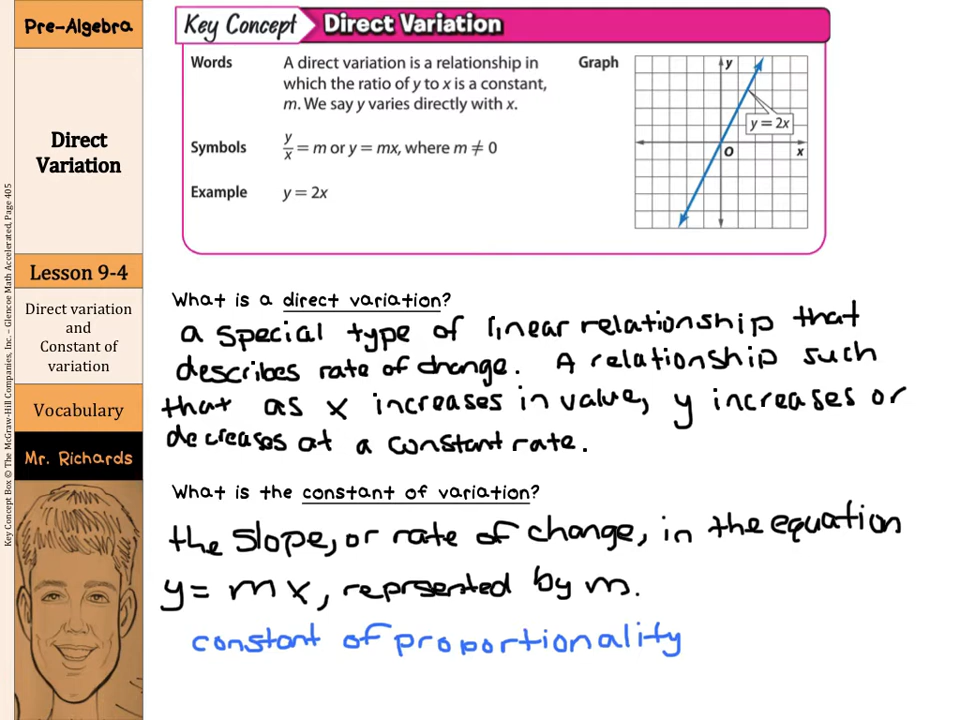 Pre-Algebra
Direct
Variation
Lesson 9-4
Direct variation
and
Constant of
variation
Vocabulary
Mr. Richards
Key Concept Box © The McGraw-Hill Companies, Inc. – Glencoe Math Accelerated, Page 405
Key Concept Direct Variation
Words A direct variation is a relationship in
which the ratio of y to x is a constant,
m. We say y varies directly with x.
Symbols y/x = m or y = mx, where m ≠ 0
Example y = 2x
Graph
y
y = 2x
O
x
What is a direct variation?
a special type of linear relationship that
describes rate of change. A relationship such
that as x increases in value, y increases or
decreases at a constant rate.
What is the constant of variation?
the slope, or rate of change, in the equation
y = mx, reprsented by m.
constant of proportionality